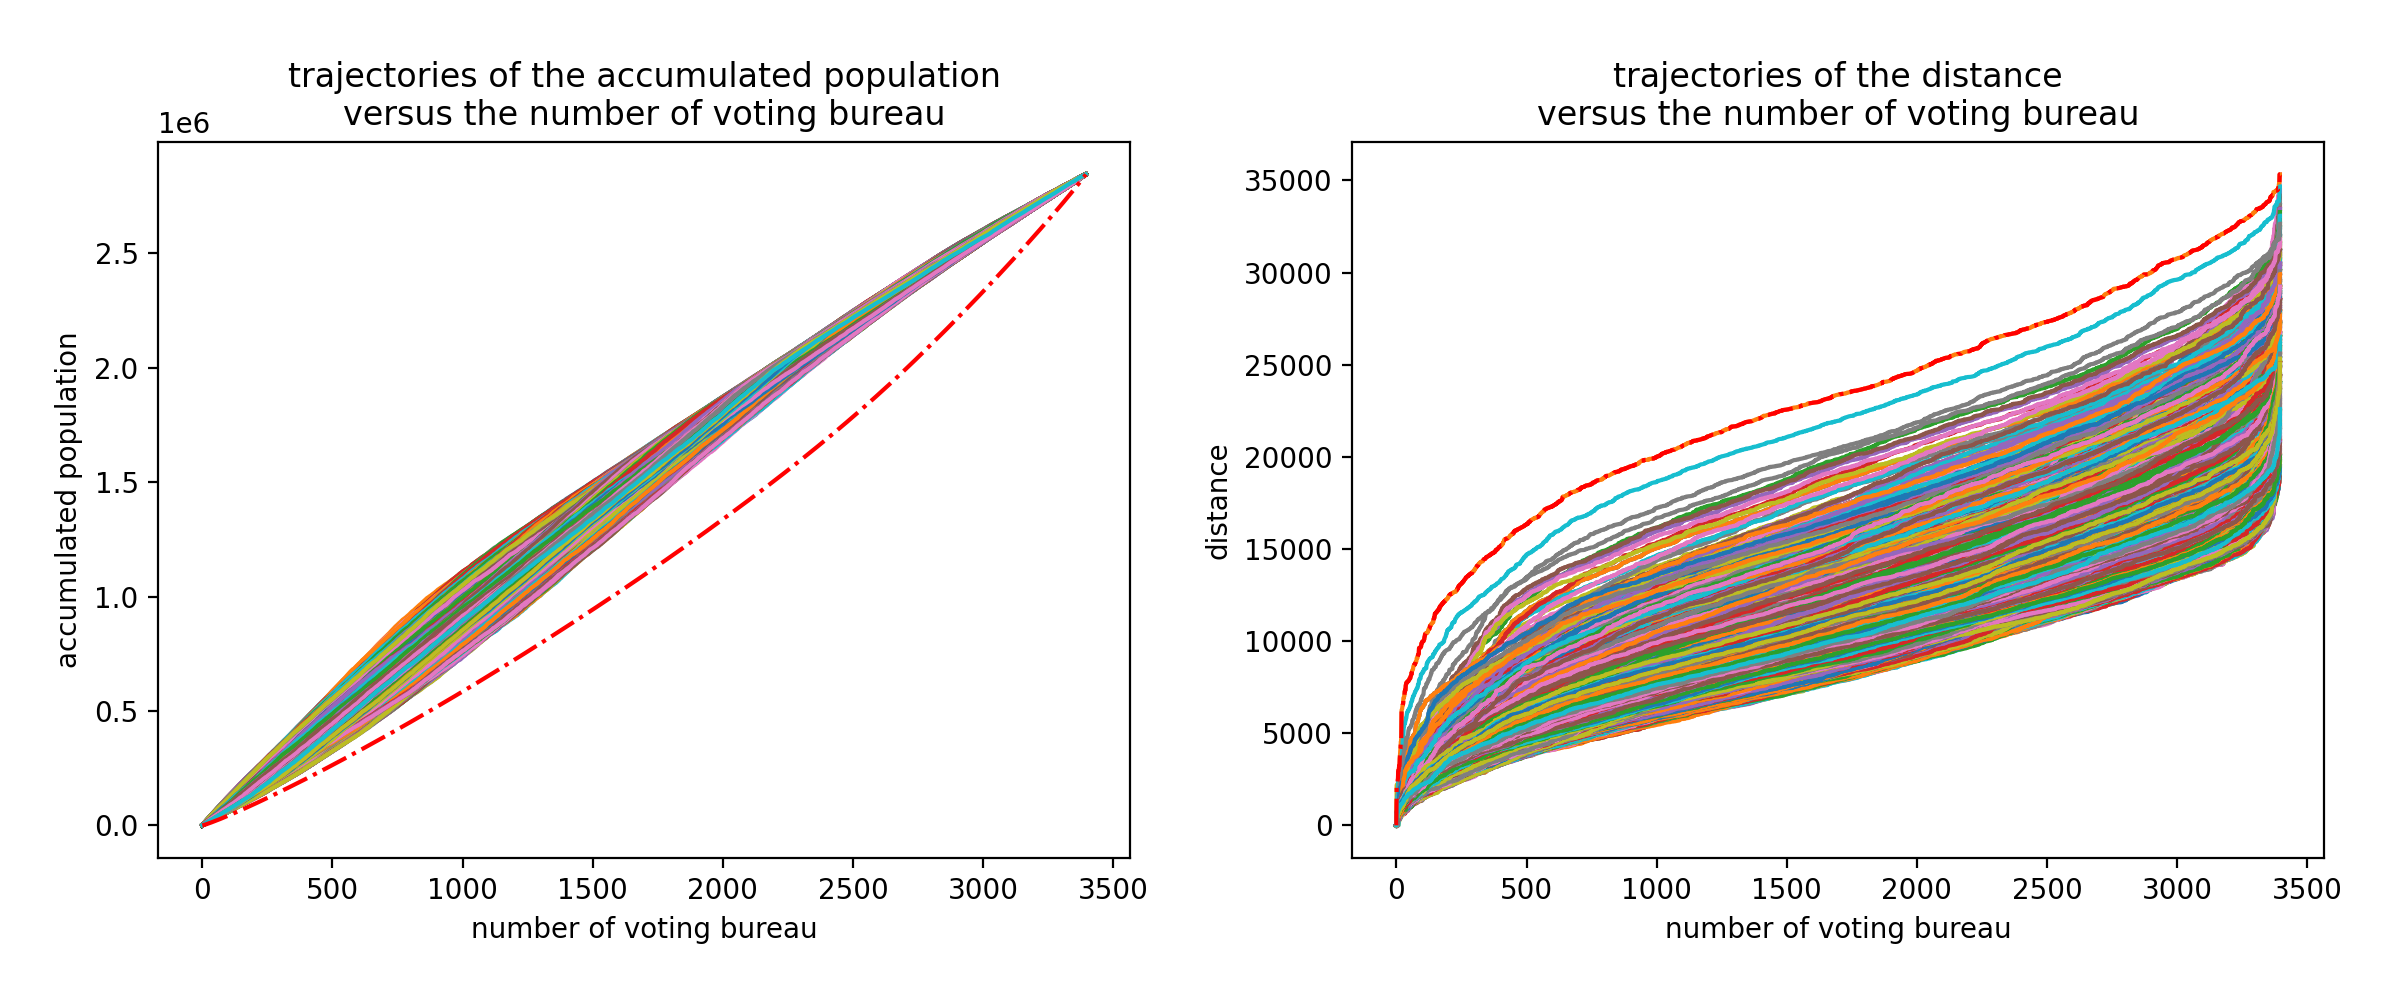 trajectories of the accumulated population
versus the number of voting bureau
1e6
2.5
2.0
1.5
1.0
0.5
0.0
accumulated population
0 500 1000 1500 2000 2500 3000 3500
number of voting bureau
trajectories of the distance
versus the number of voting bureau
35000
30000
25000
20000
15000
10000
5000
0
distance
0 500 1000 1500 2000 2500 3000 3500
number of voting bureau